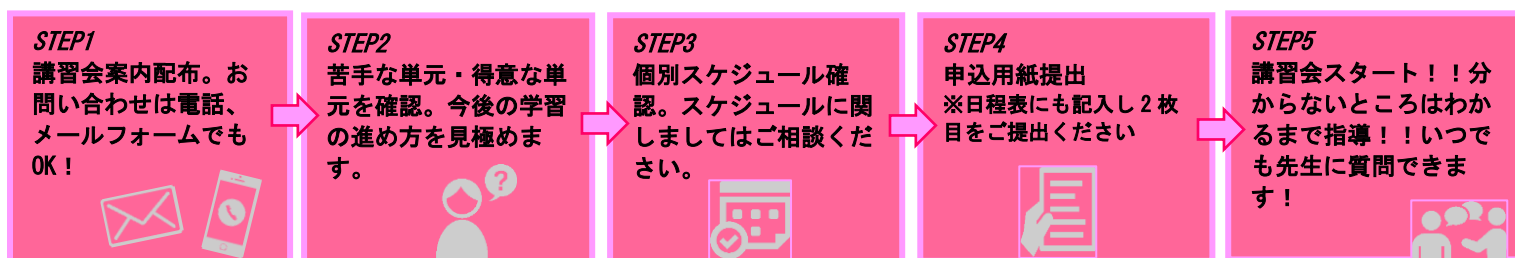 STEP1
講習会案内配布。お
問い合わせは電話、
メールフォームでも
OK！
STEP2
苦手な単元・得意な単
元を確認。今後の学習
の進め方を見極めま
す。
?
STEP3
個別スケジュール確
認。スケジュールに関
しましてはご相談くだ
さい。
STEP4
申込用紙提出
※日程表にも記入し２枚
目をご提出ください
STEP5
講習会スタート！！分
からないところはわか
るまで指導！！いつで
も先生に質問できま
す！